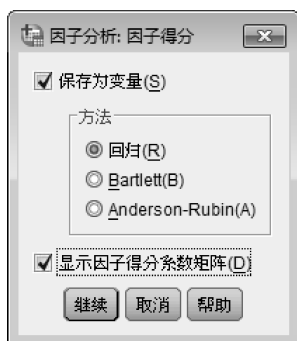 因子分析: 因子得分
保存为变量(S)
方法
回归(R)
Bartlett(B)
Anderson-Rubin(A)
显示因子得分系数矩阵(D)
继续 取消 帮助